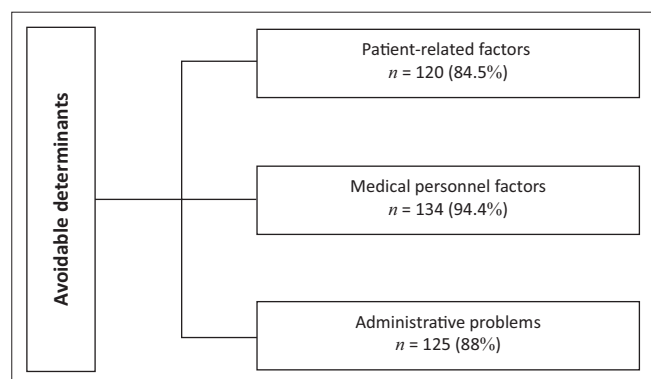 Avoidable determinants
Patient-related factors
n = 120 (84.5%)
Medical personnel factors
n = 134 (94.4%)
Administrative problems
n = 125 (88%)